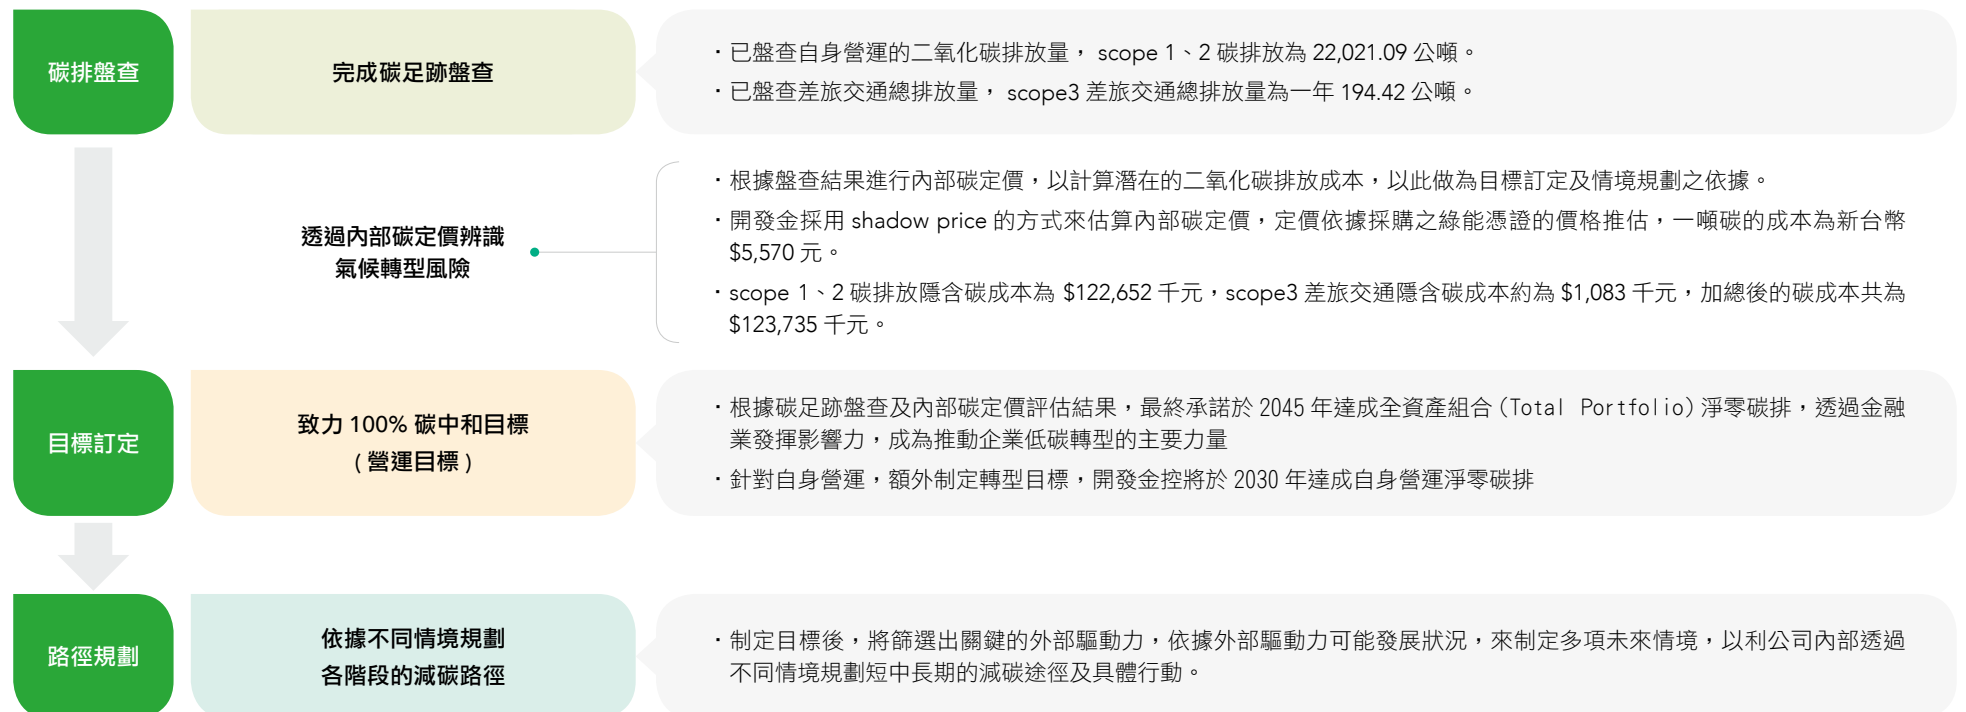 碳排盤查
完成碳足跡盤查
・已盤查自身營運的二氧化碳排放量， scope 1、2 碳排放為 22,021.09 公噸。
・已盤查差旅交通總排放量， scope3 差旅交通總排放量為一年 194.42 公噸。
透過內部碳定價辨識
氣候轉型風險
・根據盤查結果進行內部碳定價，以計算潛在的二氧化碳排放成本，以此做為目標訂定及情境規劃之依據。
・開發金採用 shadow price 的方式來估算內部碳定價，定價依據採購之綠能憑證的價格推估，一噸碳的成本為新台幣
$5,570 元。
・scope 1、2 碳排放隱含碳成本為 $122,652 千元，scope3 差旅交通隱含碳成本約為 $1,083 千元，加總後的碳成本共為
$123,735 千元。
目標訂定
致力 100% 碳中和目標
( 營運目標 )
・根據碳足跡盤查及內部碳定價評估結果，最終承諾於 2045 年達成全資產組合 (Total Portfolio) 淨零碳排，透過金融
業發揮影響力，成為推動企業低碳轉型的主要力量
・針對自身營運，額外制定轉型目標，開發金控將於 2030 年達成自身營運淨零碳排
路徑規劃
依據不同情境規劃
各階段的減碳路徑
・制定目標後，將篩選出關鍵的外部驅動力，依據外部驅動力可能發展狀況，來制定多項未來情境，以利公司內部透過
不同情境規劃短中長期的減碳途徑及具體行動。